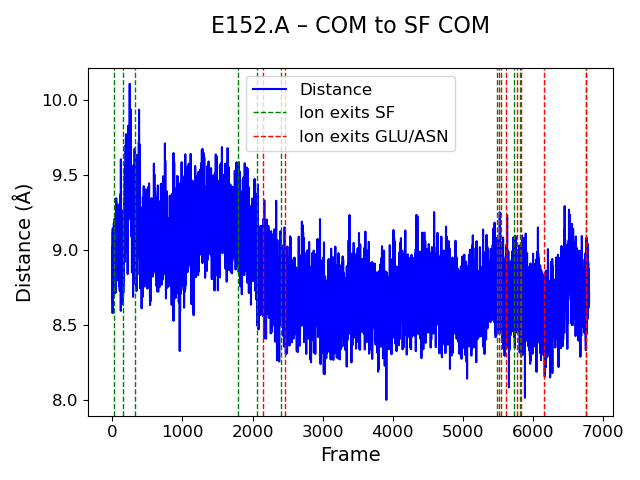 E152.A – COM to SF COM
Distance
Ion exits SF
Ion exits GLU/ASN
10.0
9.5
9.0
8.5
8.0
Distance (Å)
0 1000 2000 3000 4000 5000 6000 7000
Frame